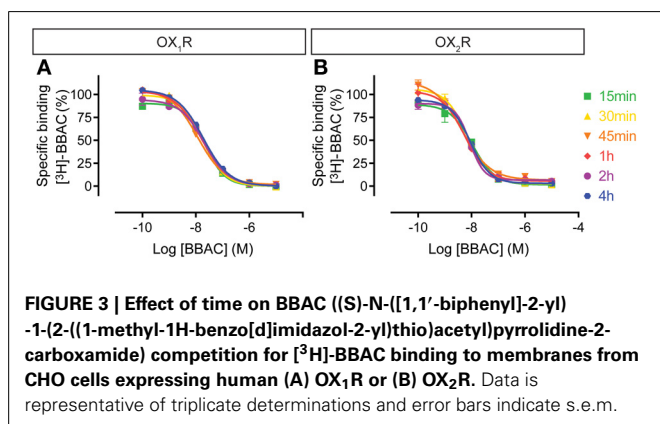 OX₁R
OX₂R
A
B
Specific binding
[³H]-BBAC (%)
100
75
50
25
0
-10
-8
-6
-4
Log [BBAC] (M)
Specific binding
[³H]-BBAC (%)
100
75
50
25
0
-10
-8
-6
-4
Log [BBAC] (M)
15min
30min
45min
1h
2h
4h
FIGURE 3 | Effect of time on BBAC ((S)-N-([1,1′-biphenyl]-2-yl)
-1-(2-((1-methyl-1H-benzo[d]imidazol-2-yl)thio)acetyl)pyrrolidine-2-
carboxamide) competition for [³H]-BBAC binding to membranes from
CHO cells expressing human (A) OX₁R or (B) OX₂R. Data is
representative of triplicate determinations and error bars indicate s.e.m.